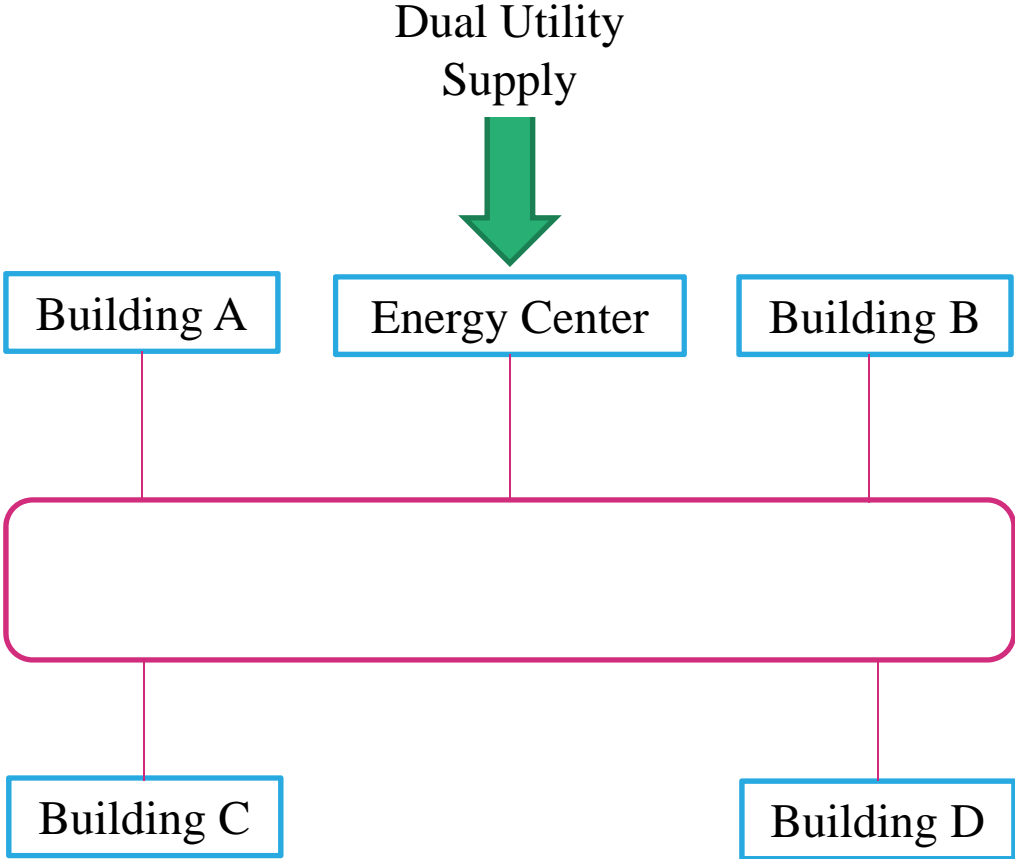 Dual Utility
Supply
Building A
Energy Center
Building B
Building C
Building D